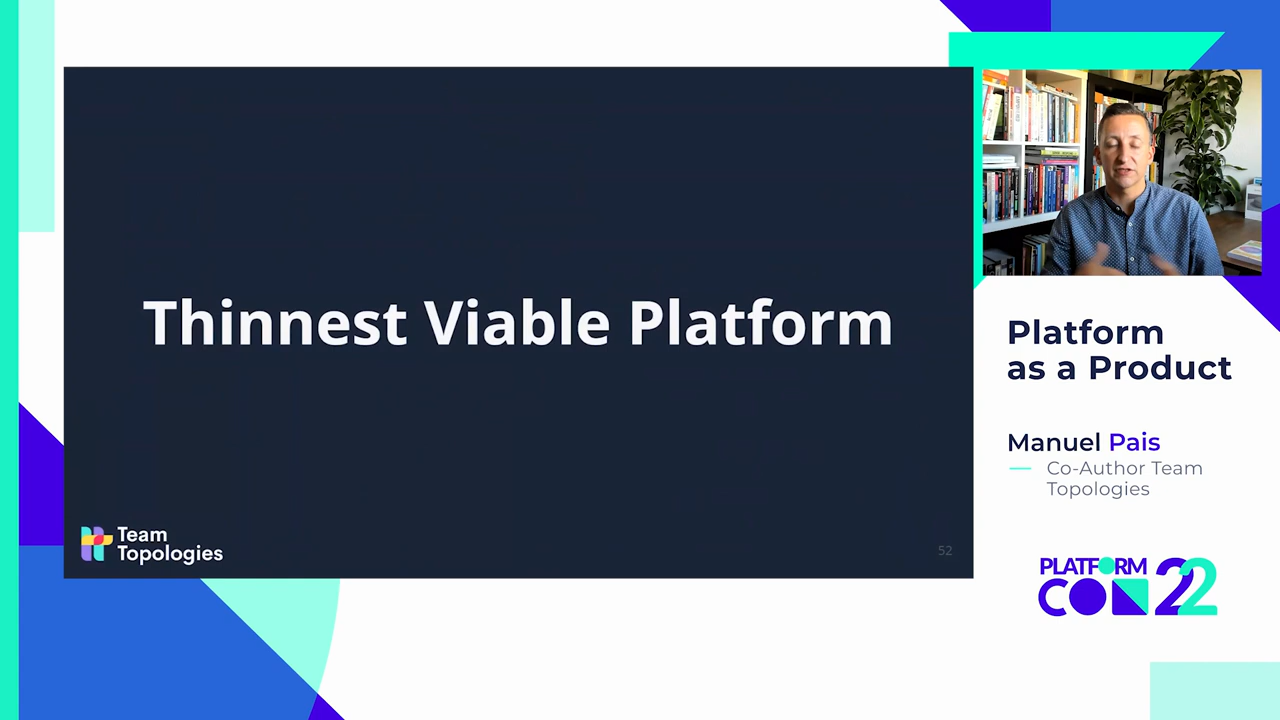 Thinnest Viable Platform
Team
Topologies
52
Platform
as a Product
Manuel Pais
Co-Author Team
Topologies
PLATFORM
CON 22